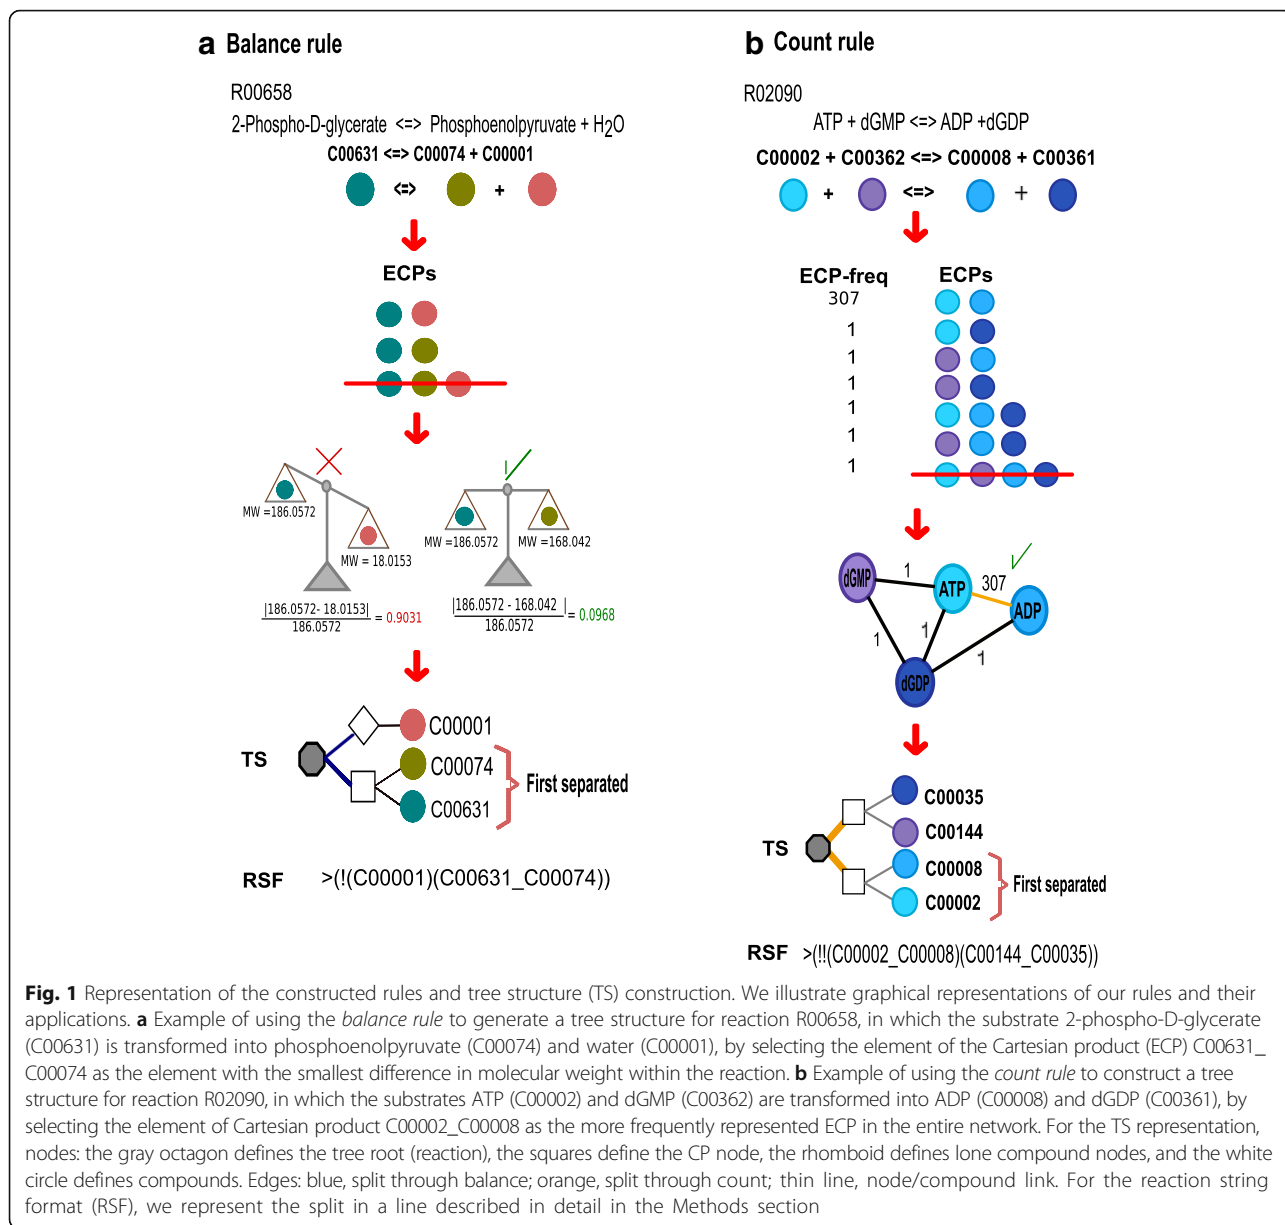 a Balance rule
R00658
2-Phospho-D-glycerate <=> Phosphoenolpyruvate + H2O
C00631 <=> C00074 + C00001
<=> +
ECPs
MW =186.0572
MW = 18.0153
MW =186.0572
MW =168.042
|186.0572- 18.0153|
186.0572
= 0.9031
|186.0572 - 168.042 |
186.0572
= 0.0968
TS
C00001
C00074
C00631
First separated
RSF >(!(C00001)(C00631_C00074))
b Count rule
R02090
ATP + dGMP <=> ADP +dGDP
C00002 + C00362 <=> C00008 + C00361
+ <=> +
ECP-freq ECPs
307
1
1
1
1
1
1
dGMP
1
ATP
307
ADP
1
1
1
dGDP
TS
C00035
C00144
C00008
C00002
First separated
RSF >(!!(C00002_C00008)(C00144_C00035))
Fig. 1 Representation of the constructed rules and tree structure (TS) construction. We illustrate graphical representations of our rules and their
applications. a Example of using the balance rule to generate a tree structure for reaction R00658, in which the substrate 2-phospho-D-glycerate
(C00631) is transformed into phosphoenolpyruvate (C00074) and water (C00001), by selecting the element of the Cartesian product (ECP) C00631_
C00074 as the element with the smallest difference in molecular weight within the reaction. b Example of using the count rule to construct a tree
structure for reaction R02090, in which the substrates ATP (C00002) and dGMP (C00362) are transformed into ADP (C00008) and dGDP (C00361), by
selecting the element of Cartesian product C00002_C00008 as the more frequently represented ECP in the entire network. For the TS representation,
nodes: the gray octagon defines the tree root (reaction), the squares define the CP node, the rhomboid defines lone compound nodes, and the white
circle defines compounds. Edges: blue, split through balance; orange, split through count; thin line, node/compound link. For the reaction string
format (RSF), we represent the split in a line described in detail in the Methods section